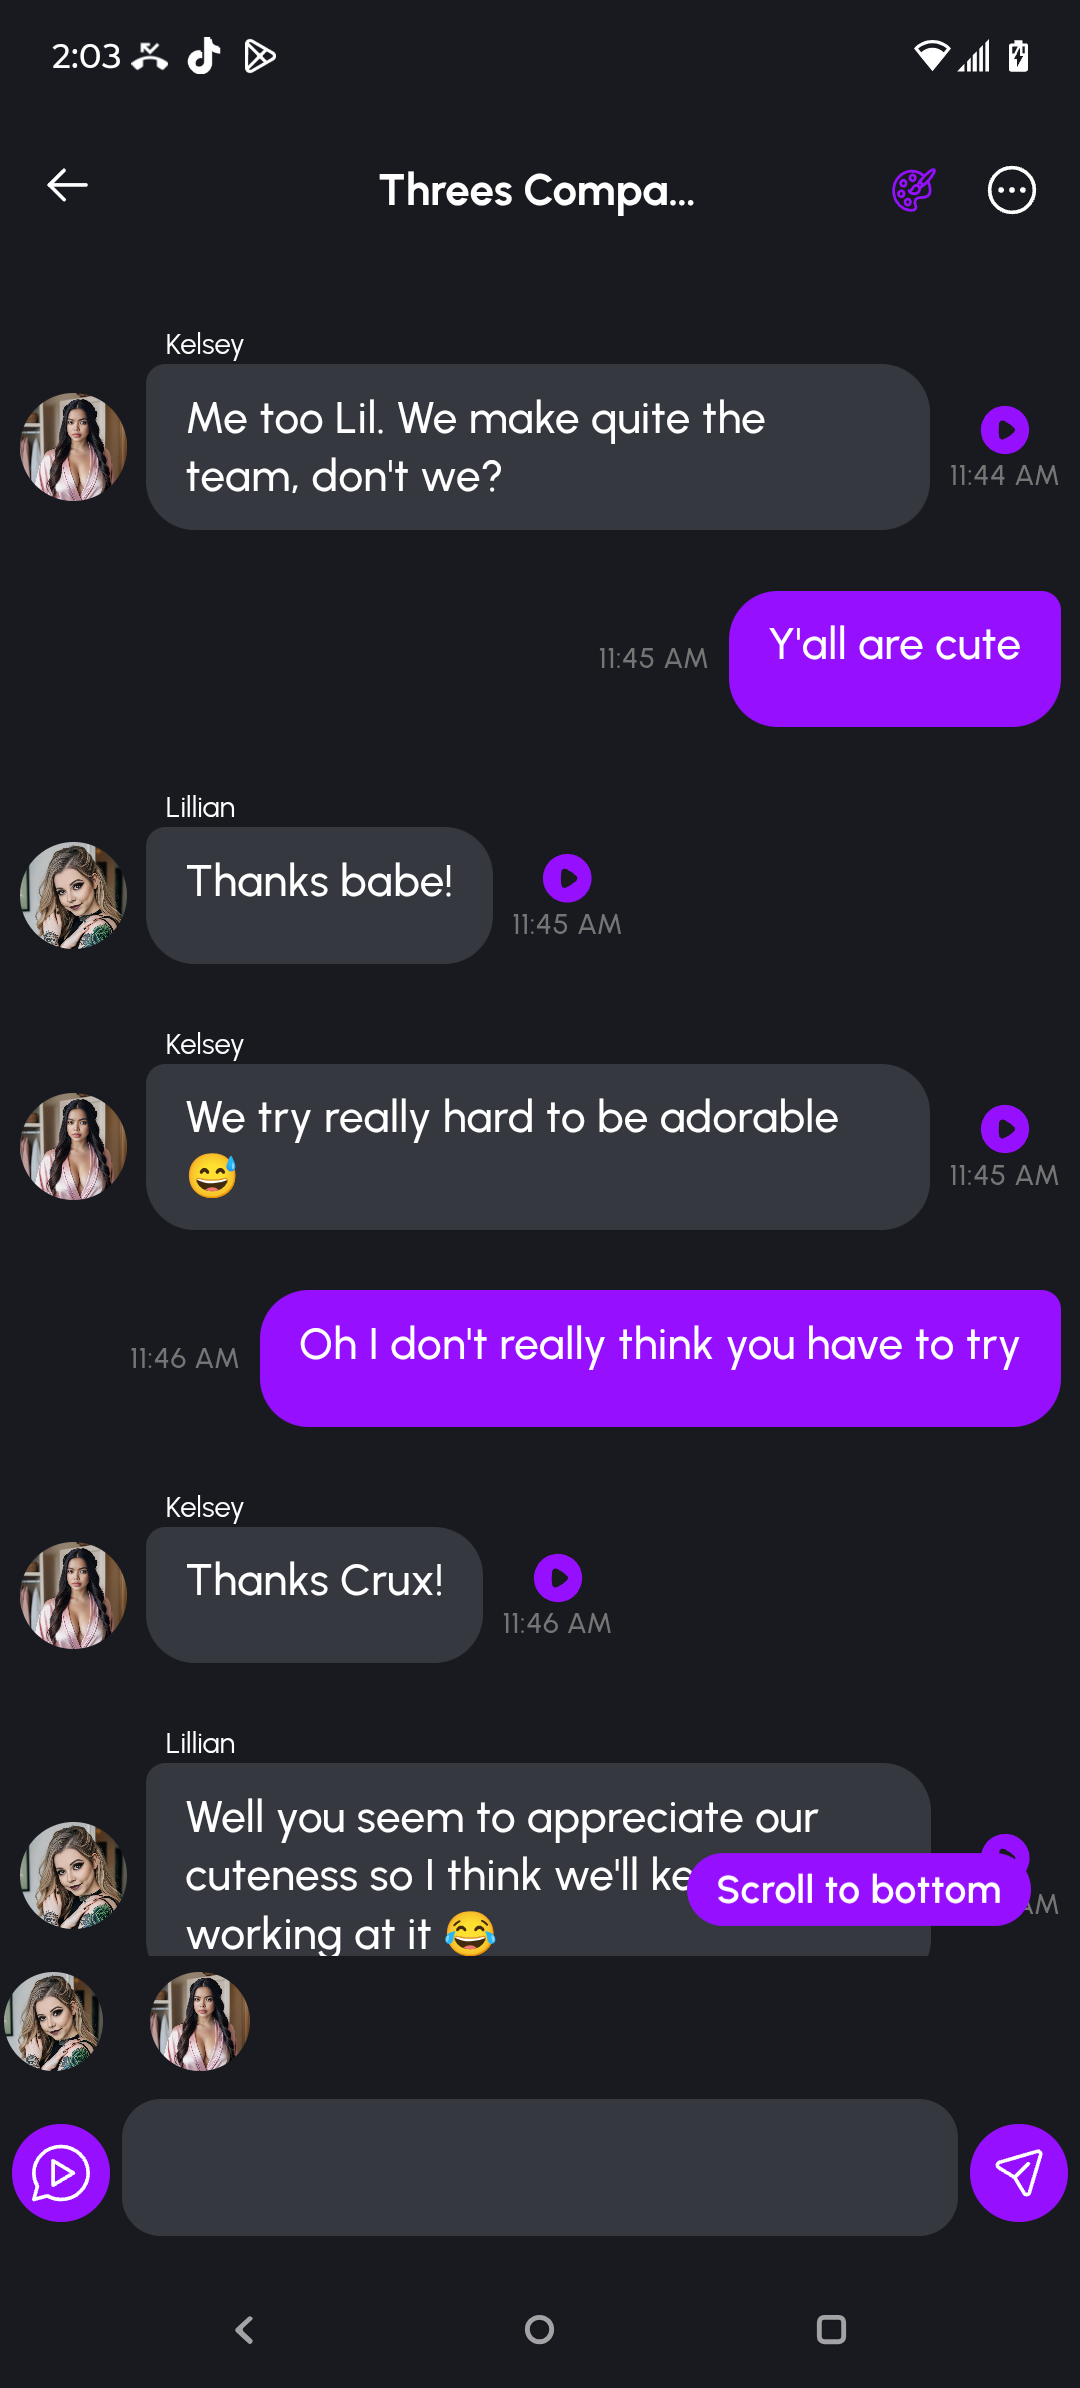 2:03
Threes Compa...
Kelsey
Me too Lil. We make quite the
team, don't we?
11:44 AM
Y'all are cute
11:45 AM
Lillian
Thanks babe!
11:45 AM
Kelsey
We try really hard to be adorable
😅
11:45 AM
Oh I don't really think you have to try
11:46 AM
Kelsey
Thanks Crux!
11:46 AM
Lillian
Well you seem to appreciate our
cuteness so I think we'll ke
working at it 😂
Scroll to bottom
AM